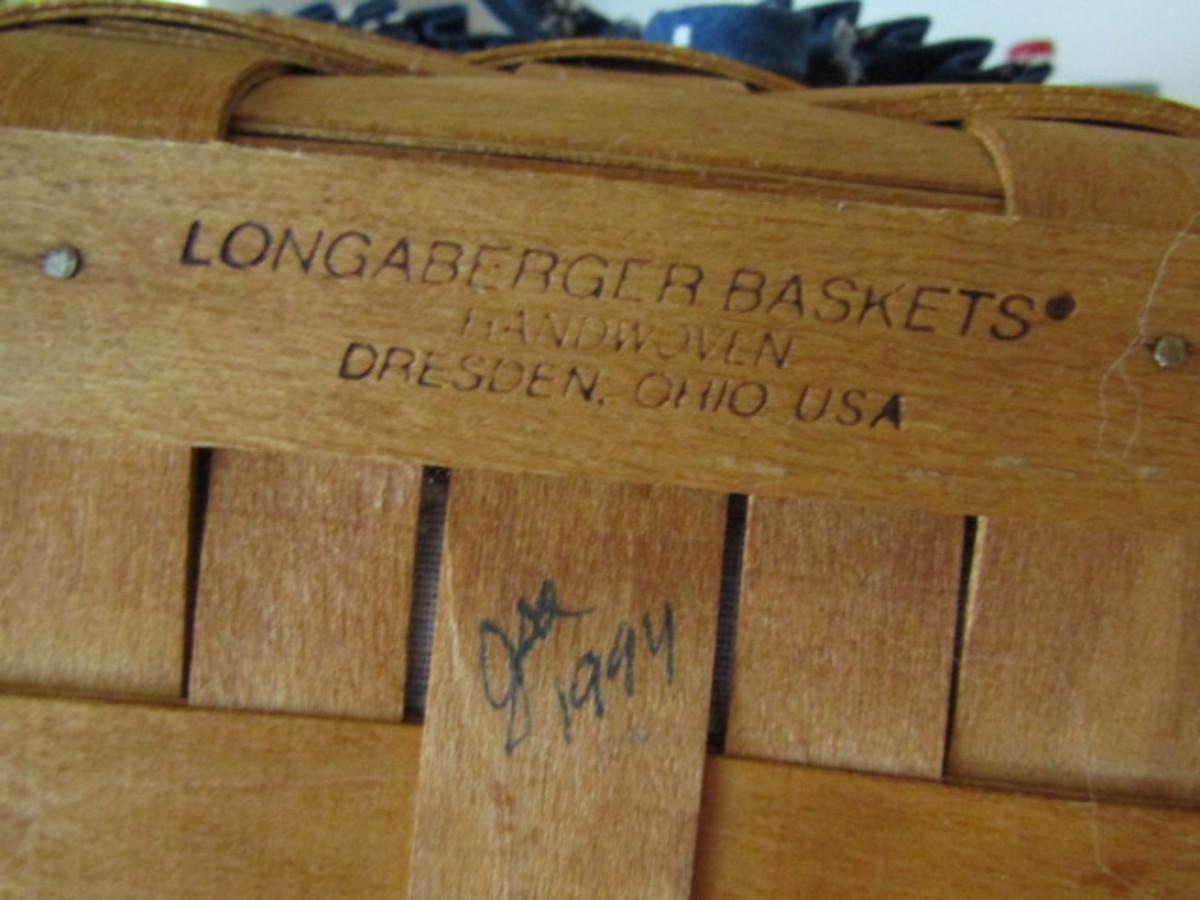 LONGABERGER BASKETS®
HANDWOVEN
DRESDEN, OHIO USA
1994